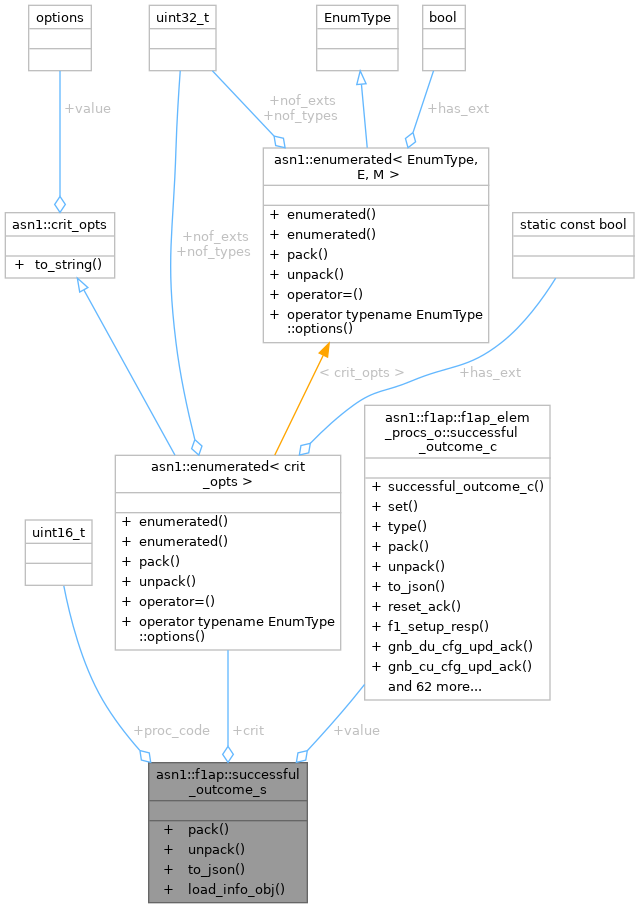 options
uint32_t
EnumType
bool
+value
+nof_exts
+nof_types
+has_ext
asn1::enumerated< EnumType,
E, M >
+ enumerated()
+ enumerated()
+ pack()
+ unpack()
+ operator=()
+ operator typename EnumType
::options()
asn1::crit_opts
+ to_string()
static const bool
+nof_exts
+nof_types
< crit_opts >
+has_ext
asn1::f1ap::f1ap_elem
_procs_o::successful
_outcome_c
+ successful_outcome_c()
+ set()
+ type()
+ pack()
+ unpack()
+ to_json()
+ reset_ack()
+ f1_setup_resp()
+ gnb_du_cfg_upd_ack()
+ gnb_cu_cfg_upd_ack()
and 62 more...
asn1::enumerated< crit
_opts >
+ enumerated()
+ enumerated()
+ pack()
+ unpack()
+ operator=()
+ operator typename EnumType
::options()
uint16_t
+proc_code
+crit
+value
asn1::f1ap::successful
_outcome_s
+ pack()
+ unpack()
+ to_json()
+ load_info_obj()